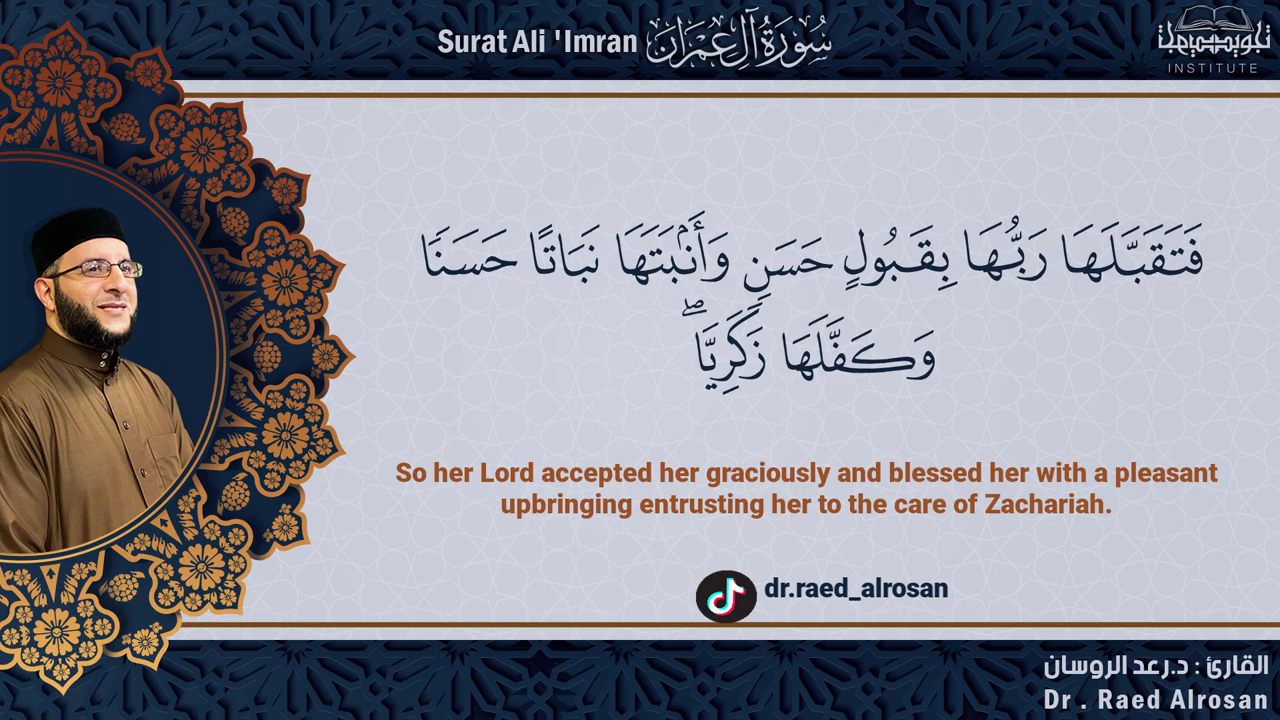 Surat Ali 'Imran سُورَةُ آلِ عِمْرَانَ
INSTITUTE
فَتَقَبَّلَهَا رَبُّهَا بِقَبُولٍ حَسَنٍ وَأَنۢبَتَهَا نَبَاتًا حَسَنًا
وَكَفَّلَهَا زَكَرِيَّا ۖ
So her Lord accepted her graciously and blessed her with a pleasant
upbringing entrusting her to the care of Zachariah.
dr.raed_alrosan
القارئ : د.رعد الروسان
Dr . Raed Alrosan